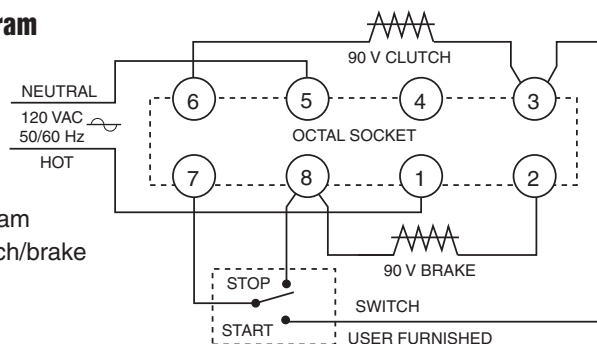 ram
90 V CLUTCH
NEUTRAL
6
5
4
3
120 VAC
50/60 Hz
OCTAL SOCKET
HOT
7
8
1
2
am
ch/brake
90 V BRAKE
STOP
SWITCH
START
USER FURNISHED